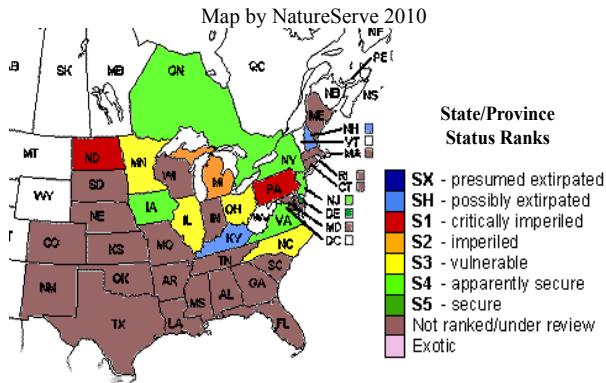 Map by NatureServe 2010
NF
AB
SK
MB
ON
QC
PE
NB
NS
ME
NH
VT
MA
RI
CT
NJ
DE
MD
DC
MT
ND
MN
WI
MI
NY
WY
SD
IA
PA
NE
IL
IN
OH
WV
VA
CO
KS
MO
KY
NC
TN
NM
OK
AR
SC
MS
AL
GA
TX
LA
FL
State/Province
Status Ranks
SX - presumed extirpated
SH - possibly extirpated
S1 - critically imperiled
S2 - imperiled
S3 - vulnerable
S4 - apparently secure
S5 - secure
Not ranked/under review
Exotic